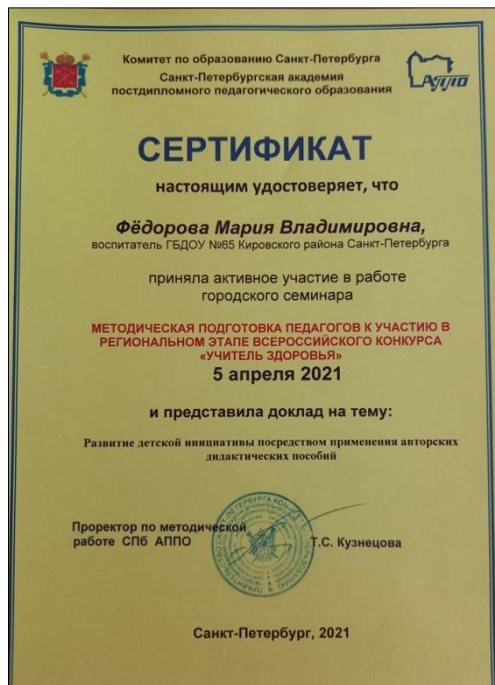 Комитет по образованию Санкт-Петербурга
Санкт-Петербургская академия
постдипломного педагогического образования
АППО
СЕРТИФИКАТ
настоящим удостоверяет, что
Фёдорова Мария Владимировна,
воспитатель ГБДОУ №65 Кировского района Санкт-Петербурга
приняла активное участие в работе
городского семинара
МЕТОДИЧЕСКАЯ ПОДГОТОВКА ПЕДАГОГОВ К УЧАСТИЮ В
РЕГИОНАЛЬНОМ ЭТАПЕ ВСЕРОССИЙСКОГО КОНКУРСА
«УЧИТЕЛЬ ЗДОРОВЬЯ»
5 апреля 2021
и представила доклад на тему:
Развитие детской инициативы посредством применения авторских
дидактических пособий
Проректор по методической
работе СПб АППО
Т.С. Кузнецова
Санкт-Петербург, 2021